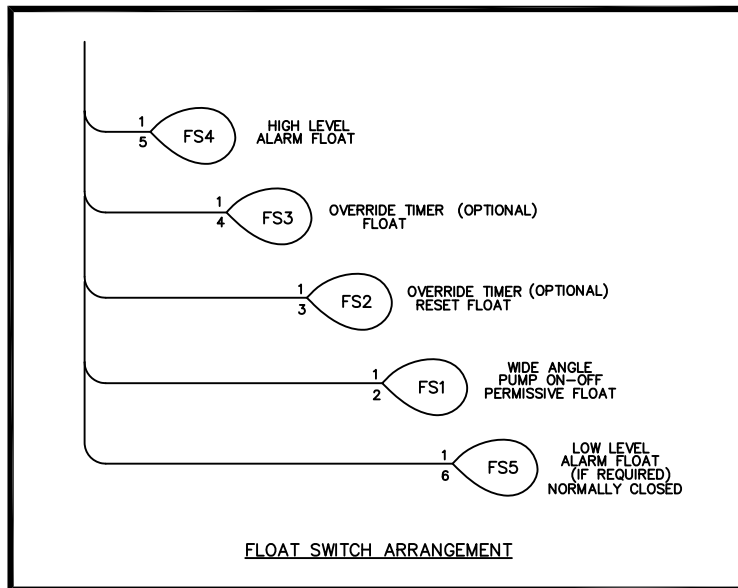 1
5
FS4
HIGH LEVEL
ALARM FLOAT
1
4
FS3
OVERRIDE TIMER (OPTIONAL)
FLOAT
1
3
FS2
OVERRIDE TIMER (OPTIONAL)
RESET FLOAT
1
2
FS1
WIDE ANGLE
PUMP ON-OFF
PERMISSIVE FLOAT
1
6
FS5
LOW LEVEL
ALARM FLOAT
(IF REQUIRED)
NORMALLY CLOSED
FLOAT SWITCH ARRANGEMENT